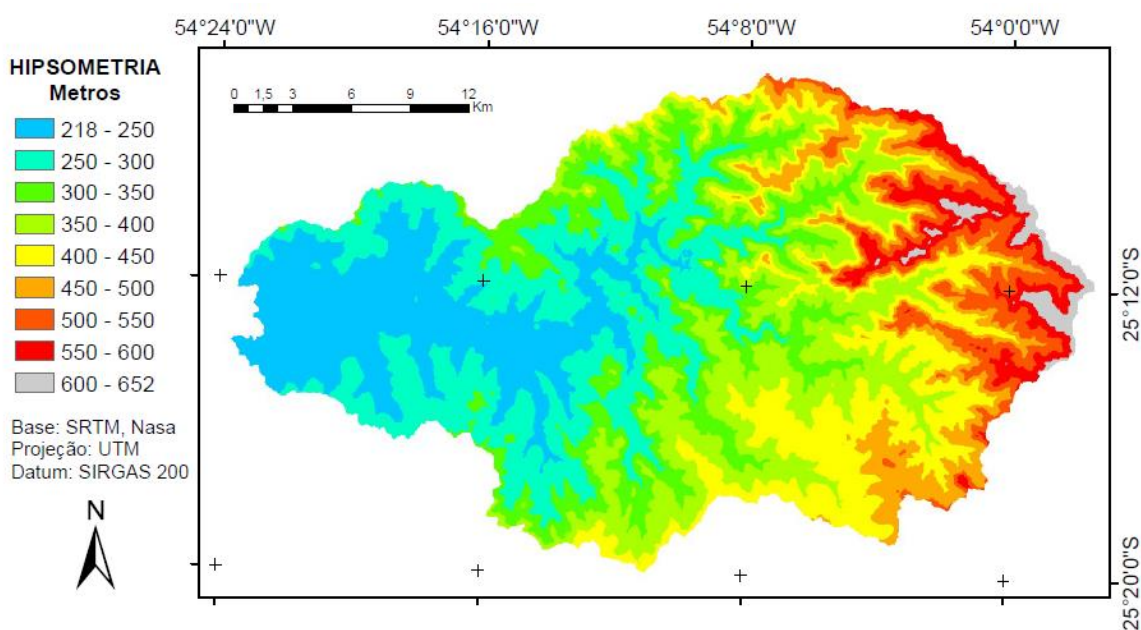 54°24'0"W
54°16'0"W
54°8'0"W
54°0'0"W
HIPSOMETRIA
Metros
218 - 250
250 - 300
300 - 350
350 - 400
400 - 450
450 - 500
500 - 550
550 - 600
600 - 652
Base: SRTM, Nasa
Projeção: UTM
Datum: SIRGAS 200
N
0 1,5 3 6 9 12
Km
25°12'0"S
25°20'0"S